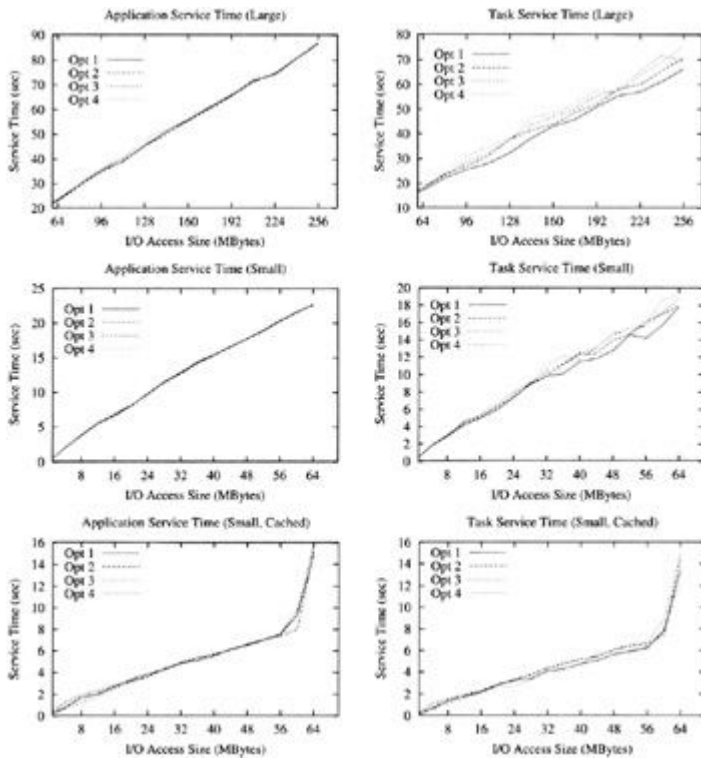 Application Service Time (Large)
Service Time (sec)
90
80
70
60
50
40
30
20
Opt 1
Opt 2
Opt 3
Opt 4
64 96 128 160 192 224 256
I/O Access Size (MBytes)
Task Service Time (Large)
Service Time (sec)
80
70
60
50
40
30
20
10
Opt 1
Opt 2
Opt 3
Opt 4
64 96 128 160 192 224 256
I/O Access Size (MBytes)
Application Service Time (Small)
Service Time (sec)
25
20
15
10
5
0
Opt 1
Opt 2
Opt 3
Opt 4
8 16 24 32 40 48 56 64
I/O Access Size (MBytes)
Task Service Time (Small)
Service Time (sec)
20
18
16
14
12
10
8
6
4
2
0
Opt 1
Opt 2
Opt 3
Opt 4
8 16 24 32 40 48 56 64
I/O Access Size (MBytes)
Application Service Time (Small, Cached)
Service Time (sec)
16
14
12
10
8
6
4
2
0
Opt 1
Opt 2
Opt 3
Opt 4
8 16 24 32 40 48 56 64
I/O Access Size (MBytes)
Task Service Time (Small, Cached)
Service Time (sec)
16
14
12
10
8
6
4
2
0
Opt 1
Opt 2
Opt 3
Opt 4
8 16 24 32 40 48 56 64
I/O Access Size (MBytes)